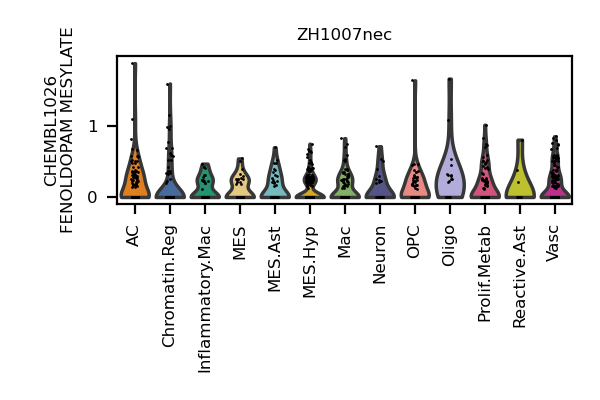 ZH1007nec
CHEMBL1026
FENOLDOPAM MESYLATE
1
0
AC
Chromatin.Reg
Inflammatory.Mac
MES
MES.Ast
MES.Hyp
Mac
Neuron
OPC
Oligo
Prolif.Metab
Reactive.Ast
Vasc